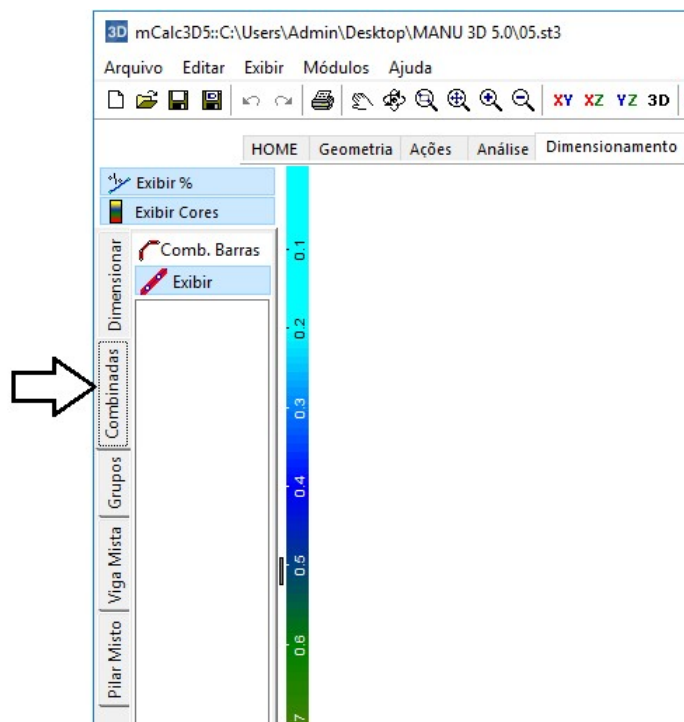 3D mCalc3D5::C:\Users\Admin\Desktop\MANU 3D 5.0\05.st3
Arquivo Editar Exibir Módulos Ajuda
XY XZ YZ 3D
HOME Geometria Ações Análise Dimensionamento
Exibir %
Exibir Cores
Dimensionar
Combinadas
Grupos
Viga Mista
Pilar Misto
Comb. Barras
Exibir
0.1
0.2
0.3
0.4
0.5
0.6
7